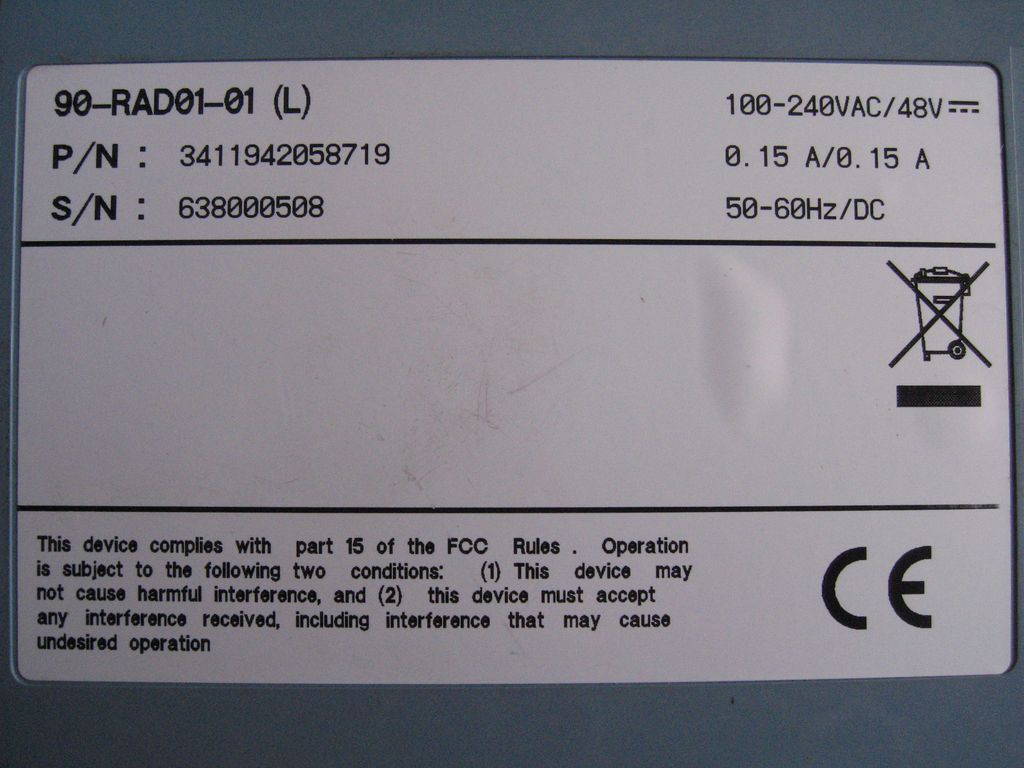 90-RAD01-01 (L)
100-240VAC/48V
P/N : 3411942058719
0.15 A/0.15 A
S/N : 638000508
50-60Hz/DC
This device complies with part 15 of the FCC Rules . Operation
is subject to the following two conditions: (1) This device may
not cause harmful interference, and (2) this device must accept
any interference received, including interference that may cause
undesired operation
CE